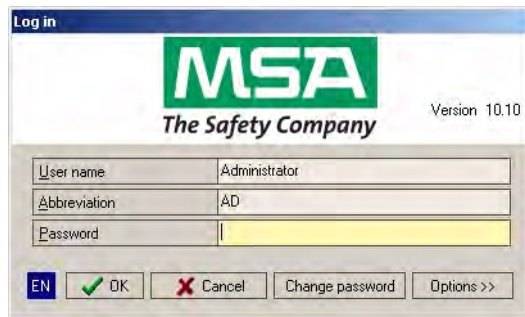 Log in
MSA
The Safety Company
Version 10.10
User name Administrator
Abbreviation AD
Password
EN OK Cancel Change password Options >>